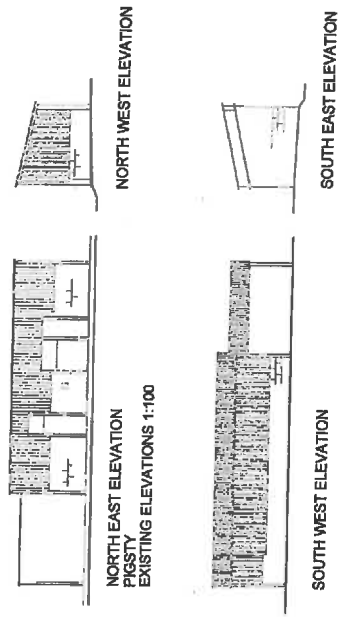 NORTH EAST ELEVATION
PIGSTY
EXISTING ELEVATIONS 1:100
NORTH WEST ELEVATION
SOUTH WEST ELEVATION
SOUTH EAST ELEVATION